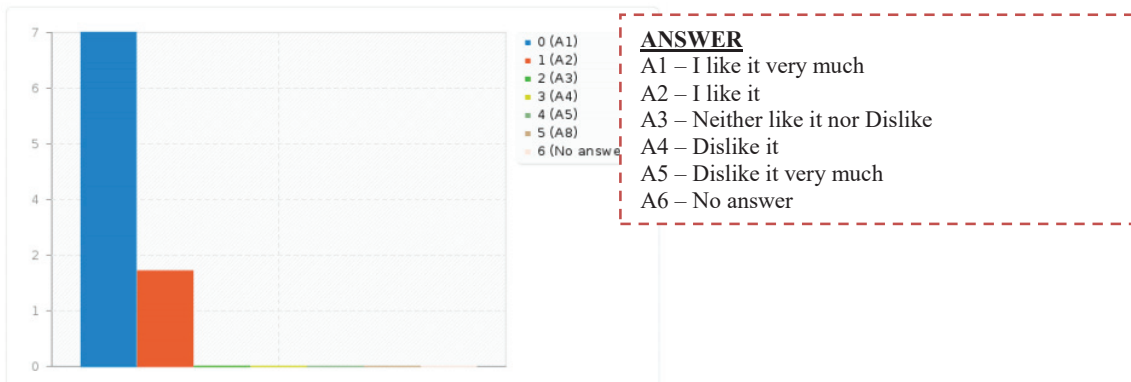 7
6
5
4
2
1
0
0 (A1)
1 (A2)
2 (A3)
3 (A4)
4 (A5)
5 (A8)
6 (No answe
ANSWER
A1 – I like it very much
A2 – I like it
A3 – Neither like it nor Dislike
A4 – Dislike it
A5 – Dislike it very much
A6 – No answer